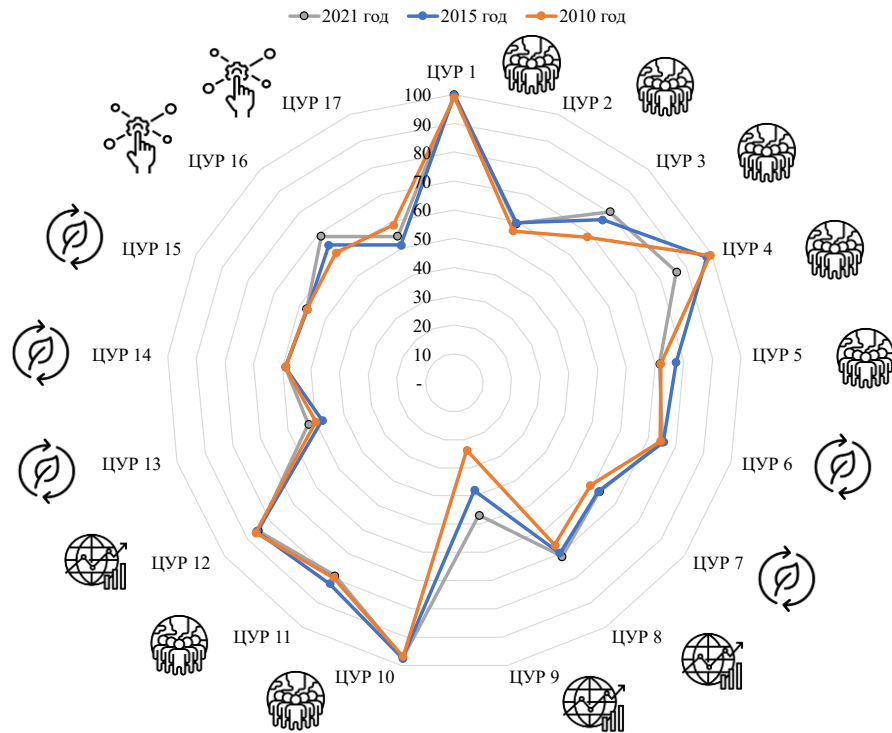 2021 год 2015 год 2010 год
ЦУР 1
ЦУР 2
ЦУР 3
ЦУР 4
ЦУР 5
ЦУР 6
ЦУР 7
ЦУР 8
ЦУР 9
ЦУР 10
ЦУР 11
ЦУР 12
ЦУР 13
ЦУР 14
ЦУР 15
ЦУР 16
ЦУР 17
100
90
80
70
60
50
40
30
20
10
-